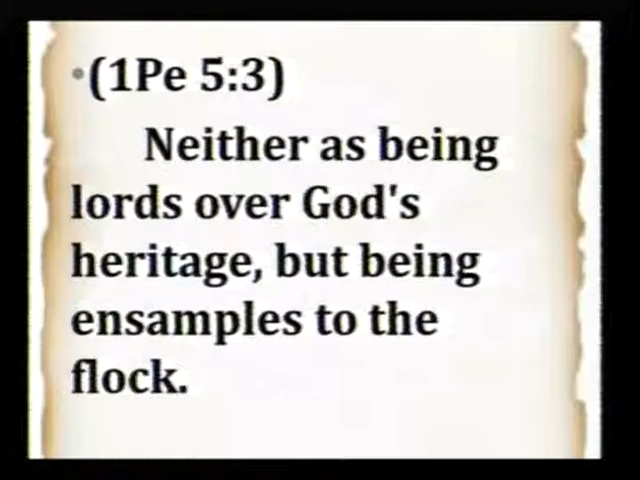 •(1Pe 5:3)
Neither as being
lords over God's
heritage, but being
ensamples to the
flock.